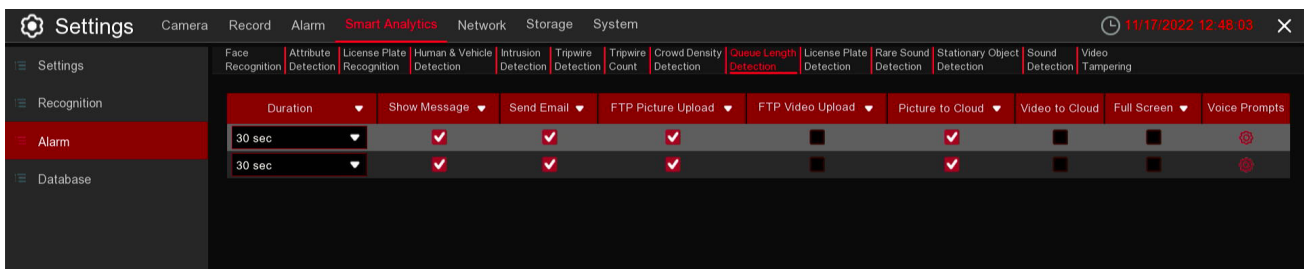 Settings Camera Record Alarm Smart Analytics Network Storage System 11/17/2022 12:48:03
Settings
Recognition
Alarm
Database
Face Recognition
Attribute Detection
License Plate Recognition
Human & Vehicle Detection
Intrusion Detection
Tripwire Detection
Tripwire Count
Crowd Density Detection
Queue Length Detection
License Plate Detection
Rare Sound Detection
Stationary Object Detection
Sound Detection
Video Tampering
Duration Show Message Send Email FTP Picture Upload FTP Video Upload Picture to Cloud Video to Cloud Full Screen Voice Prompts
30 sec
30 sec